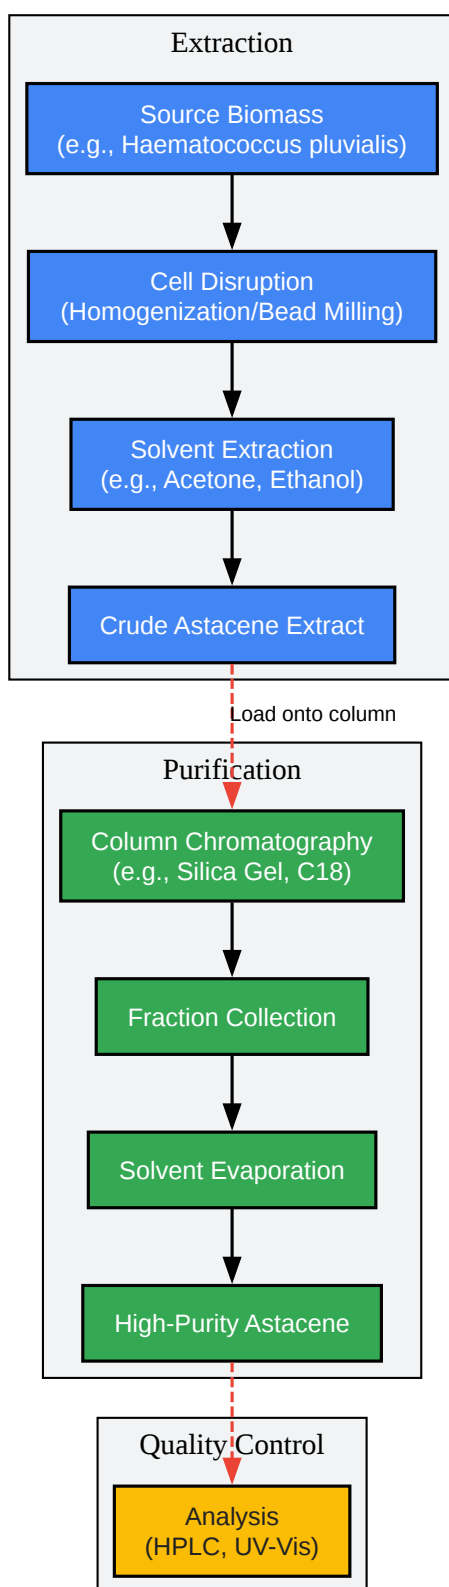 Extraction
Source Biomass
(e.g., Haematococcus pluvialis)
Cell Disruption
(Homogenization/Bead Milling)
Solvent Extraction
(e.g., Acetone, Ethanol)
Crude Astacene Extract
Load onto column
Purification
Column Chromatography
(e.g., Silica Gel, C18)
Fraction Collection
Solvent Evaporation
High-Purity Astacene
Quality Control
Analysis
(HPLC, UV-Vis)